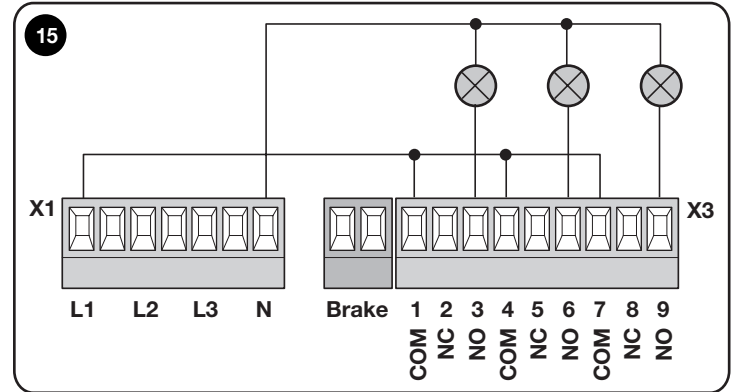 15
X1
X3
L1 L2 L3 N Brake 1 2 3 4 5 6 7 8 9
COM NC NO COM NC NO COM NC NO